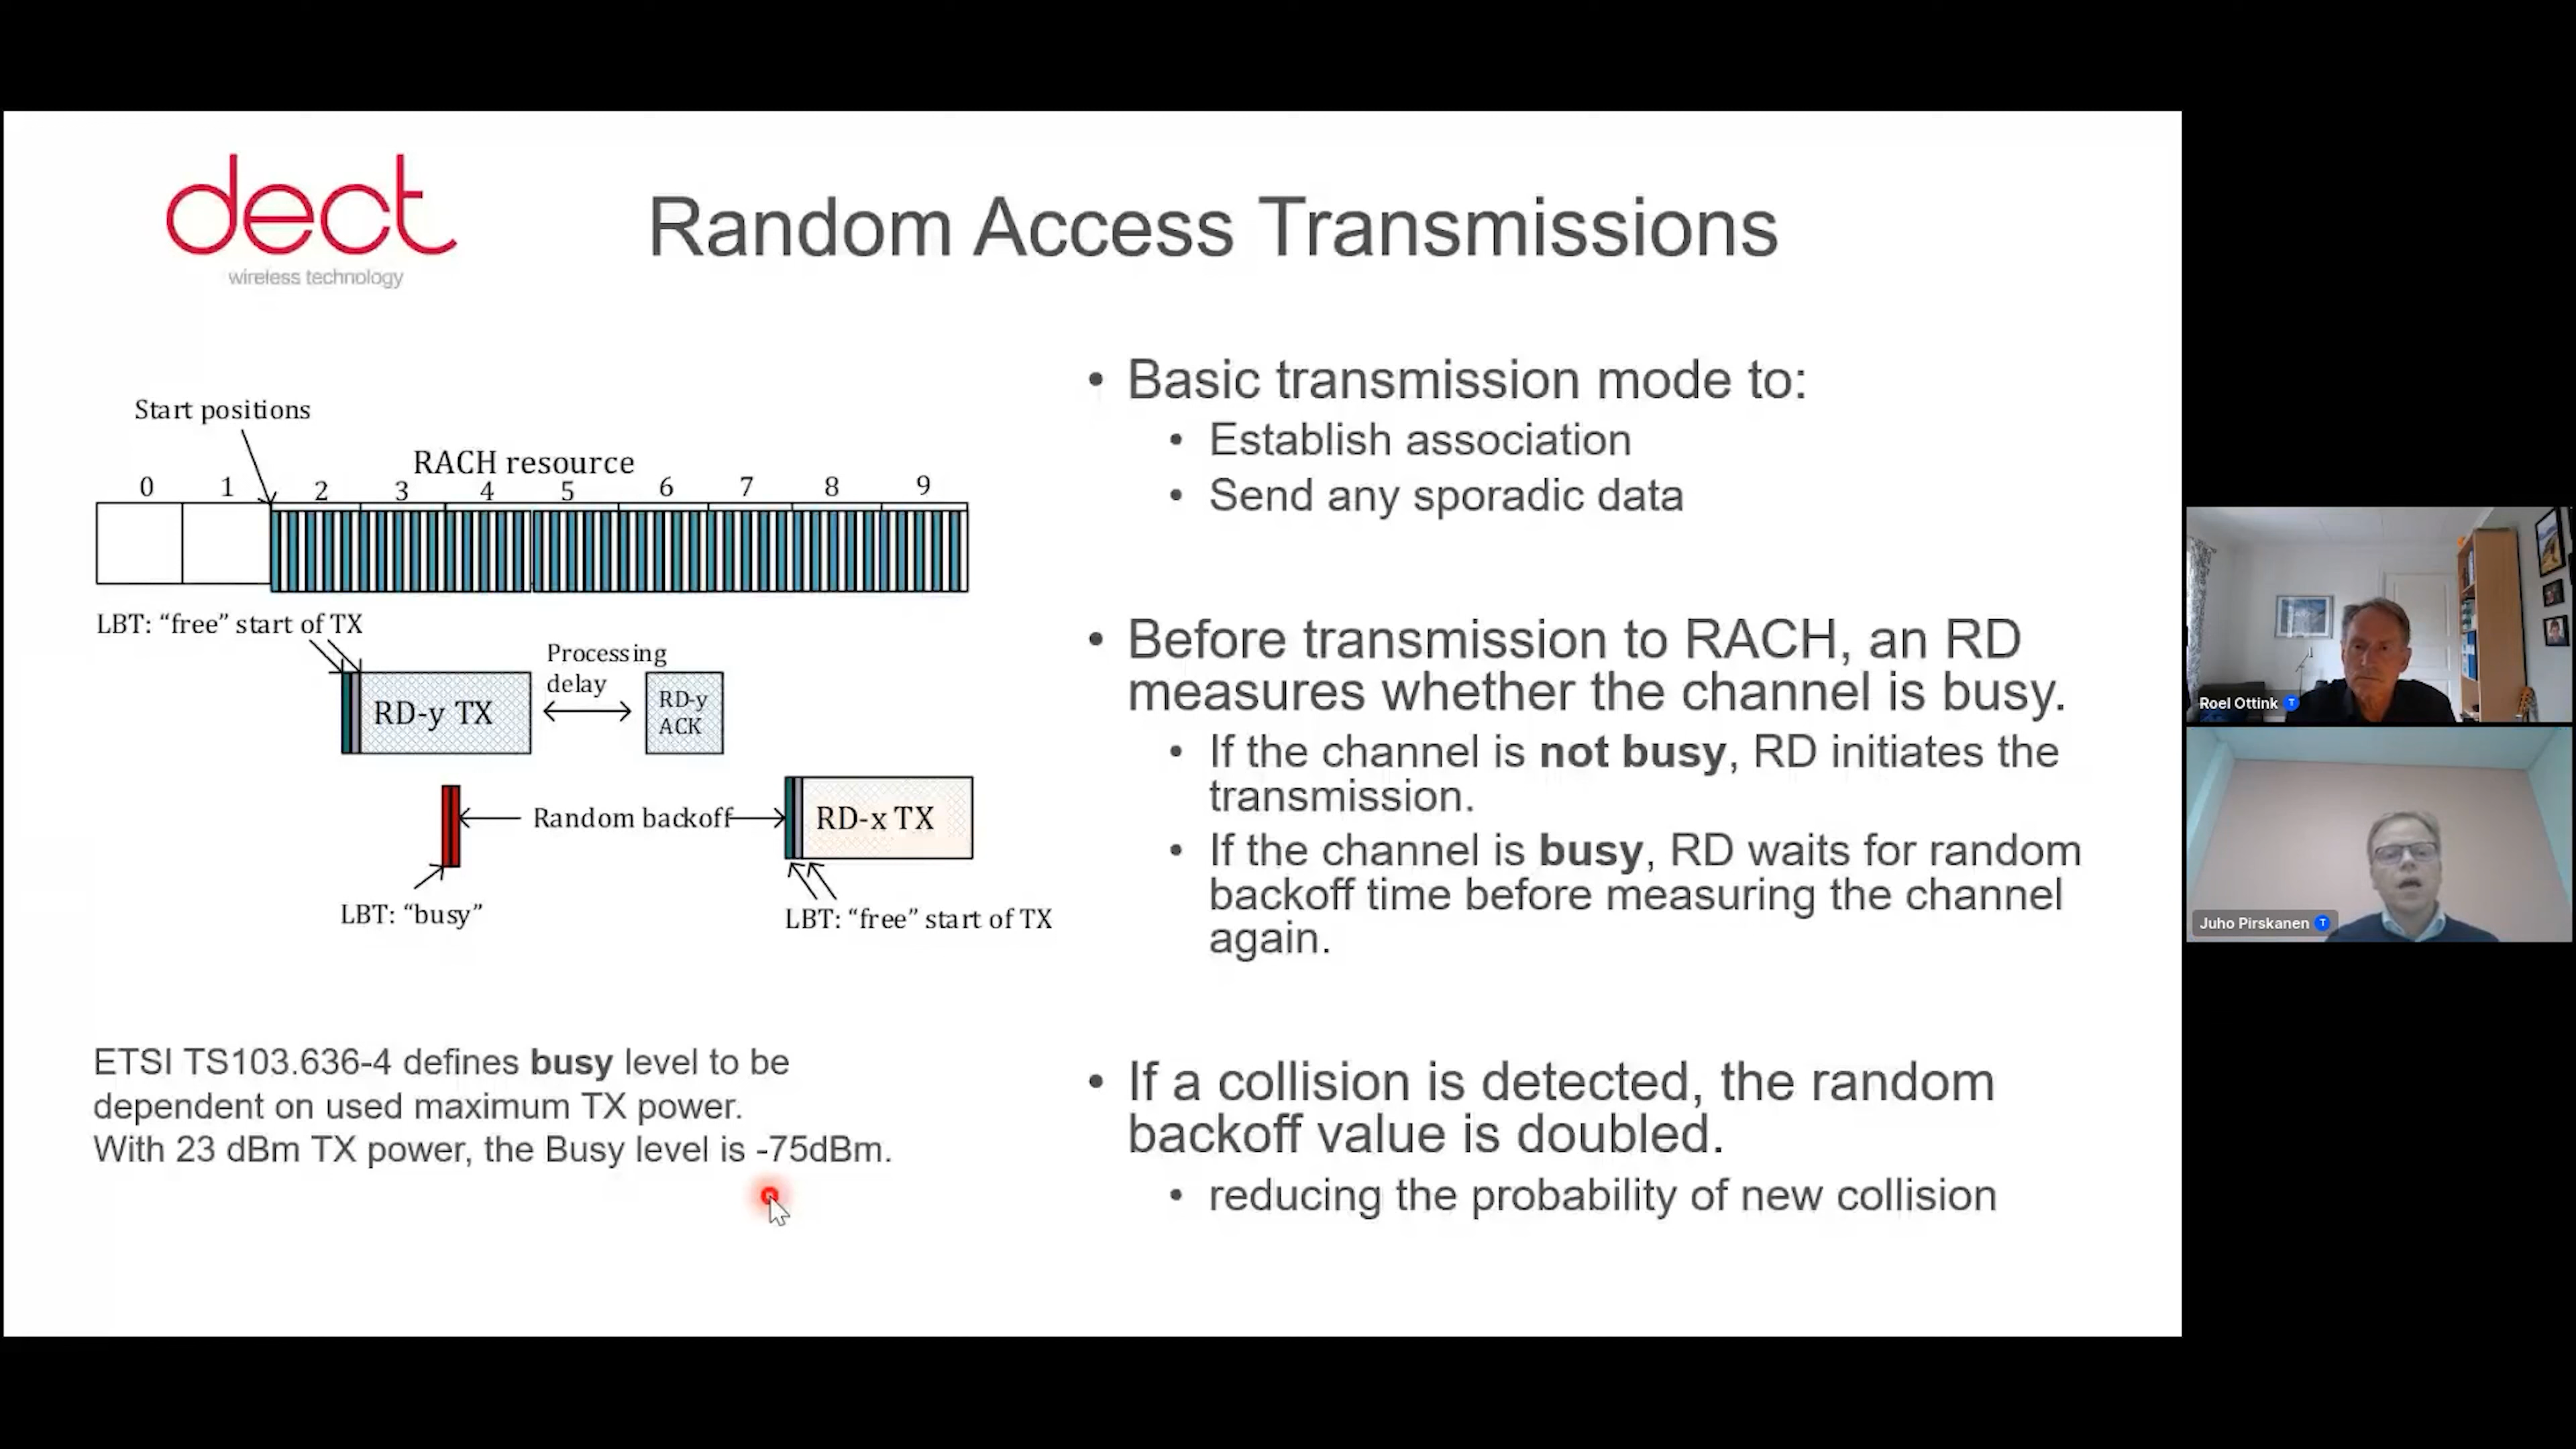 dect
wireless technology
Random Access Transmissions
Start positions
RACH resource
0 1 2 3 4 5 6 7 8 9
LBT: “free” start of TX
Processing
delay
RD-y TX
RD-y
ACK
Random backoff
RD-x TX
LBT: “busy”
LBT: “free” start of TX
ETSI TS103.636-4 defines busy level to be
dependent on used maximum TX power.
With 23 dBm TX power, the Busy level is -75dBm.
• Basic transmission mode to:
• Establish association
• Send any sporadic data
• Before transmission to RACH, an RD
measures whether the channel is busy.
• If the channel is not busy, RD initiates the
transmission.
• If the channel is busy, RD waits for random
backoff time before measuring the channel
again.
• If a collision is detected, the random
backoff value is doubled.
• reducing the probability of new collision
Roel Ottink T
Juho Pirskanen T